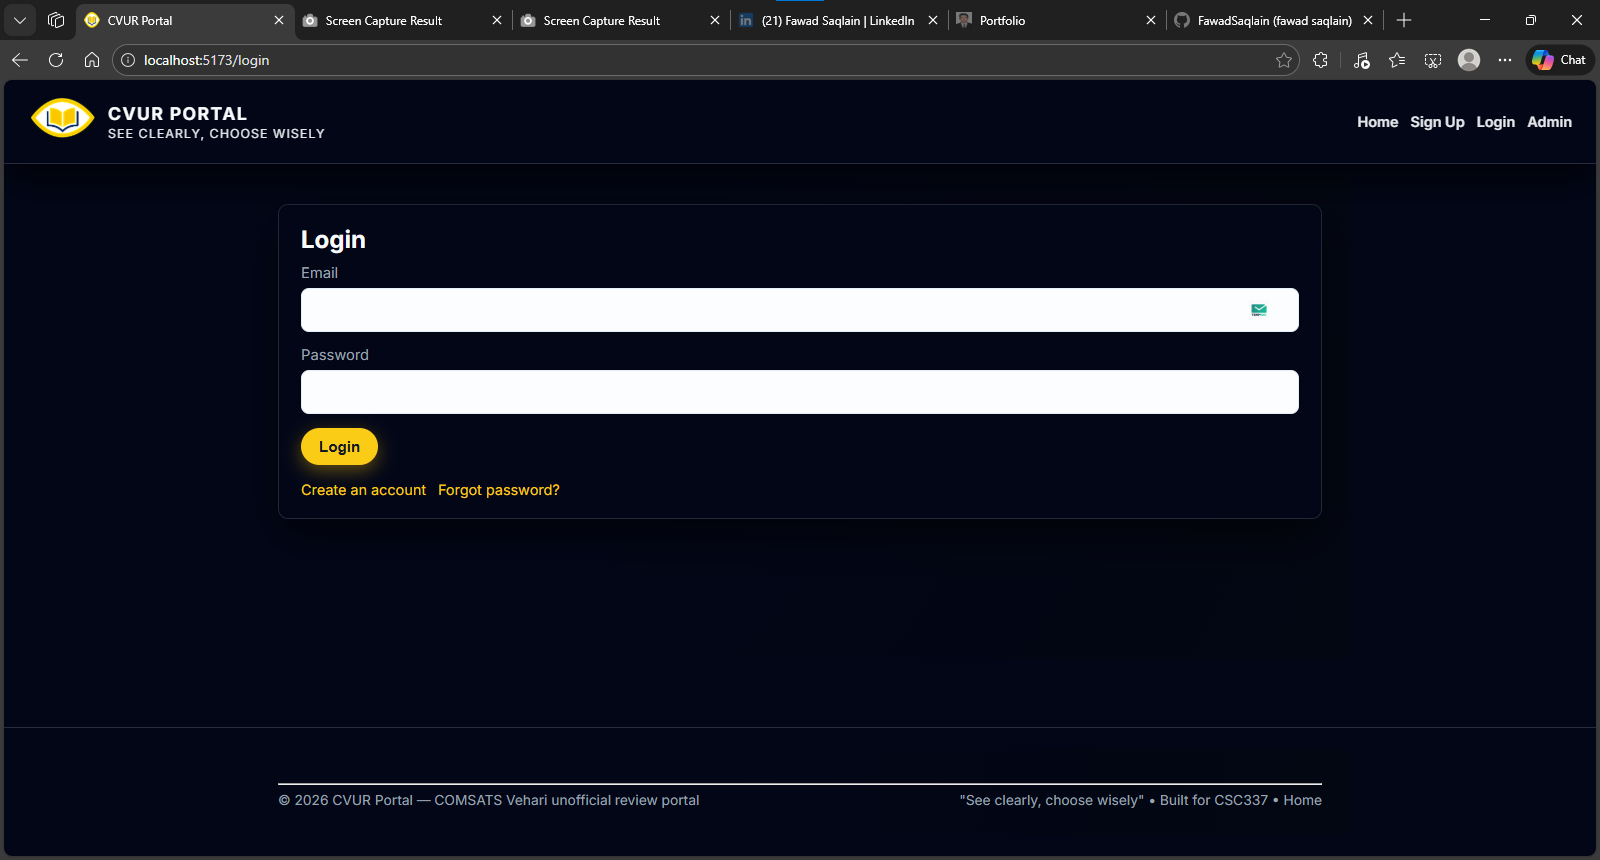 CVUR Portal
Screen Capture Result
Screen Capture Result
(21) Fawad Saqlain | LinkedIn
Portfolio
FawadSaqlain (fawad saqlain)
localhost:5173/login
Chat
CVUR PORTAL
SEE CLEARLY, CHOOSE WISELY
Home Sign Up Login Admin
Login
Email
Password
Login
Create an account Forgot password?
© 2026 CVUR Portal — COMSATS Vehari unofficial review portal
"See clearly, choose wisely" • Built for CSC337 • Home